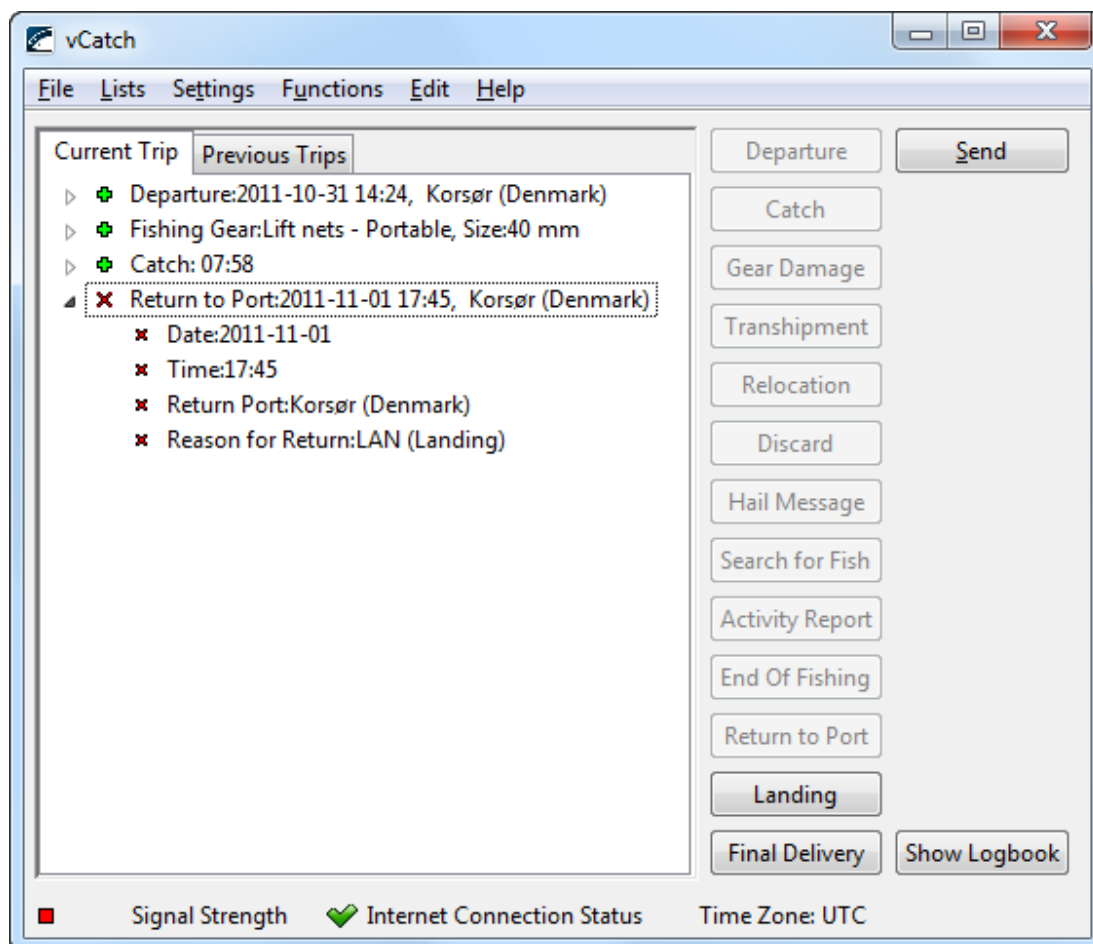 vCatch
File Lists Settings Functions Edit Help
Current Trip Previous Trips
Departure:2011-10-31 14:24, Korsør (Denmark)
Fishing Gear:Lift nets - Portable, Size:40 mm
Catch: 07:58
Return to Port:2011-11-01 17:45, Korsør (Denmark)
Date:2011-11-01
Time:17:45
Return Port:Korsør (Denmark)
Reason for Return:LAN (Landing)
Departure
Send
Catch
Gear Damage
Transhipment
Relocation
Discard
Hail Message
Search for Fish
Activity Report
End Of Fishing
Return to Port
Landing
Final Delivery
Show Logbook
Signal Strength Internet Connection Status Time Zone: UTC